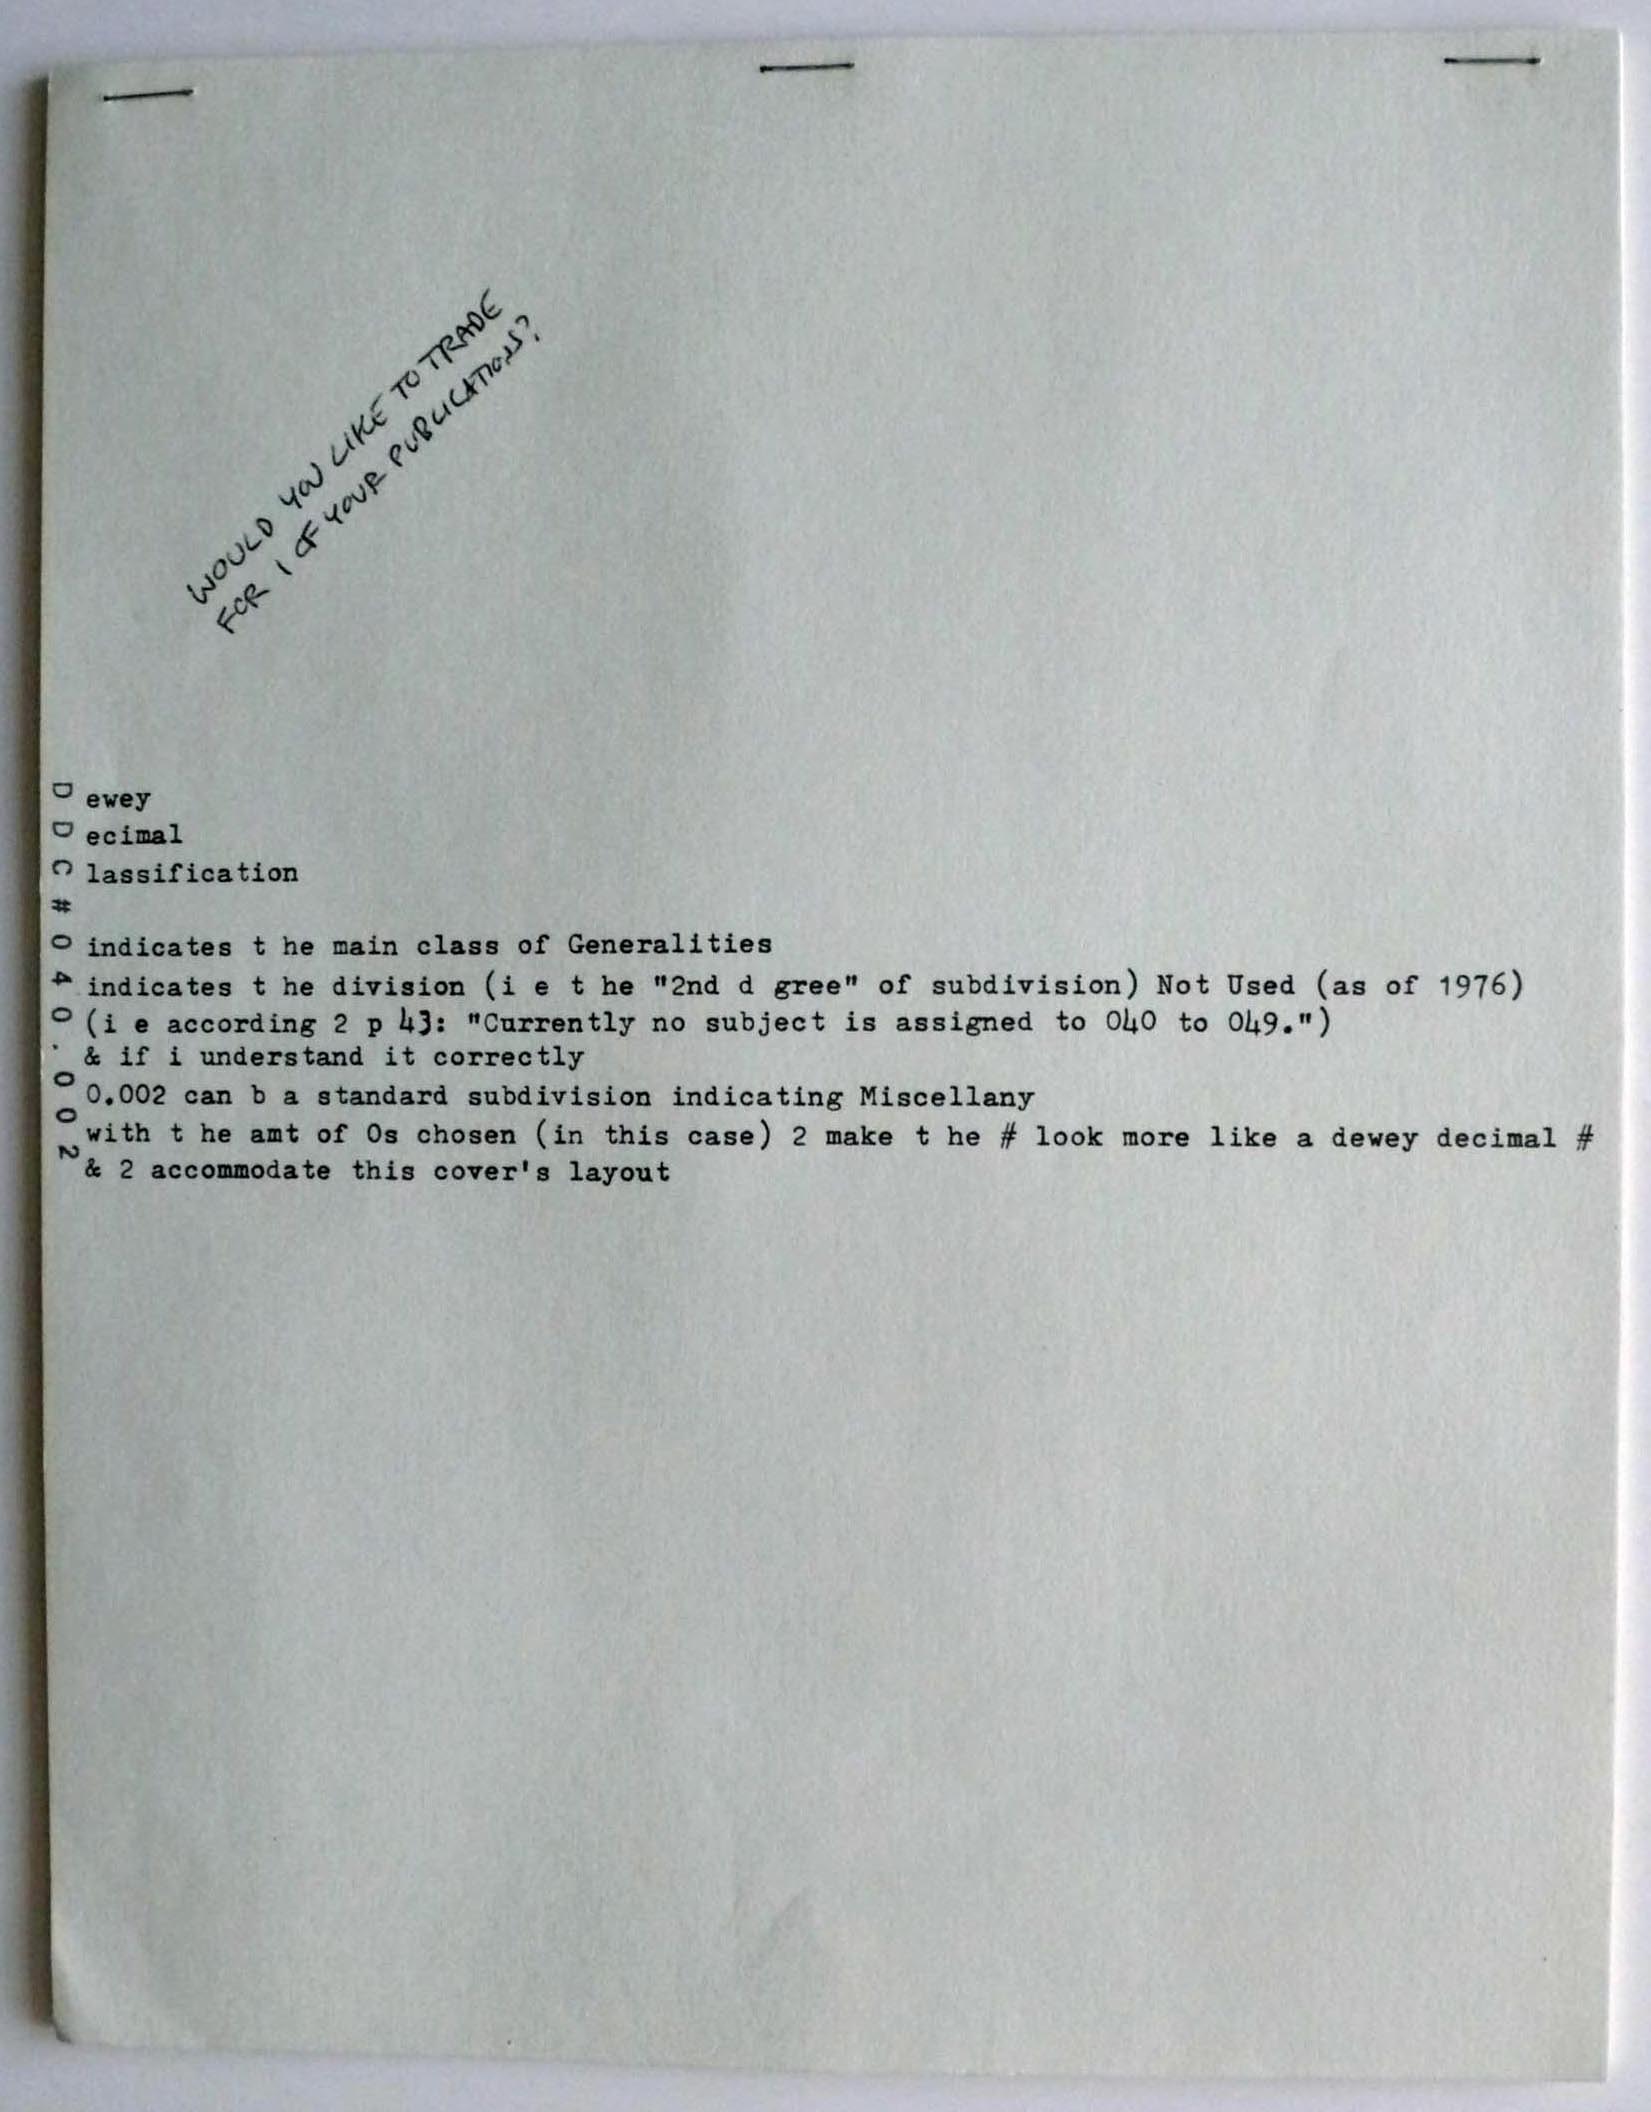 WOULD YOU LIKE TO TRADE
FOR 1 OF YOUR PUBLICATIONS?
D ewey
D ecimal
C lassification
#
0 indicates t he main class of Generalities
4 indicates t he division (i e t he "2nd d gree" of subdivision) Not Used (as of 1976)
0 (i e according 2 p 43: "Currently no subject is assigned to 040 to 049.")
. & if i understand it correctly
0 0.002 can b a standard subdivision indicating Miscellany
0 with t he amt of 0s chosen (in this case) 2 make t he # look more like a dewey decimal #
2 & 2 accommodate this cover's layout